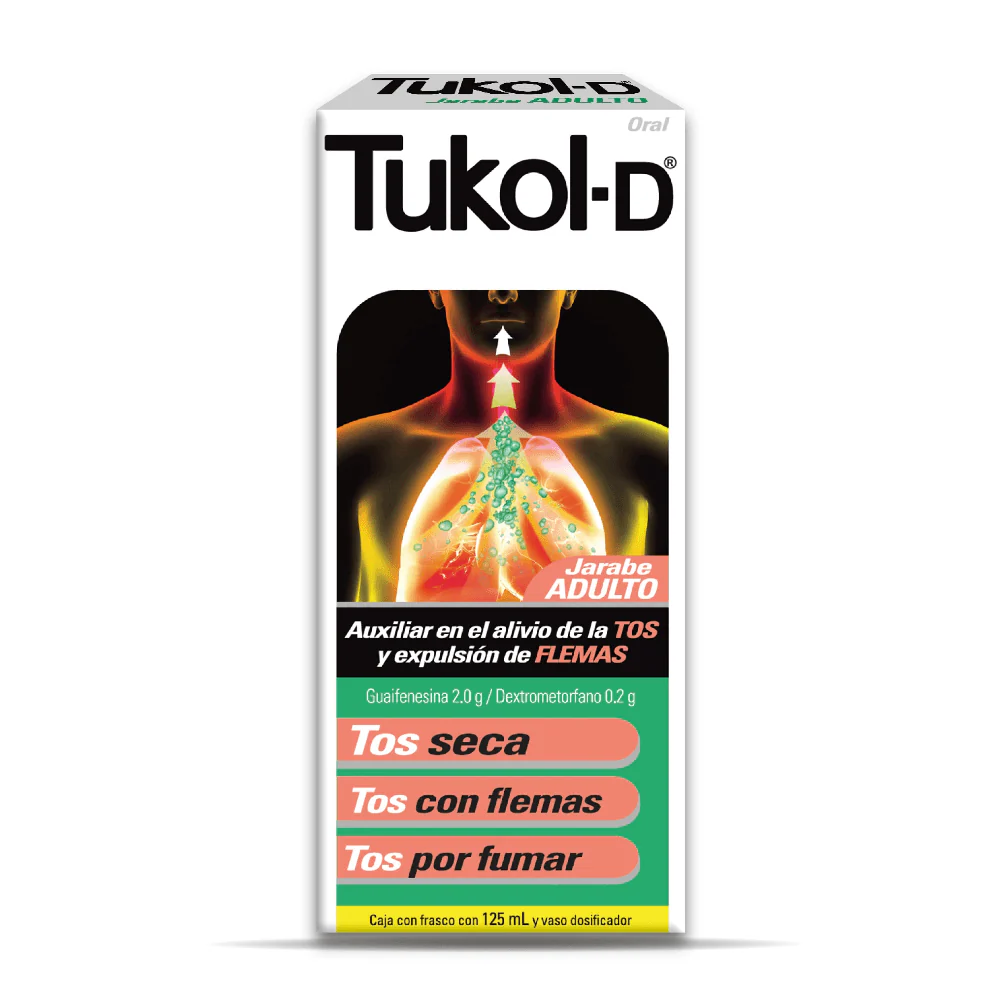 Tukol-D
Jarabe ADULTO
Oral
Tukol-D®
Jarabe
ADULTO
Auxiliar en el alivio de la TOS
y expulsión de FLEMAS
Guaifenesina 2.0 g / Dextrometorfano 0.2 g
Tos seca
Tos con flemas
Tos por fumar
Caja con frasco con 125 mL y vaso dosificador